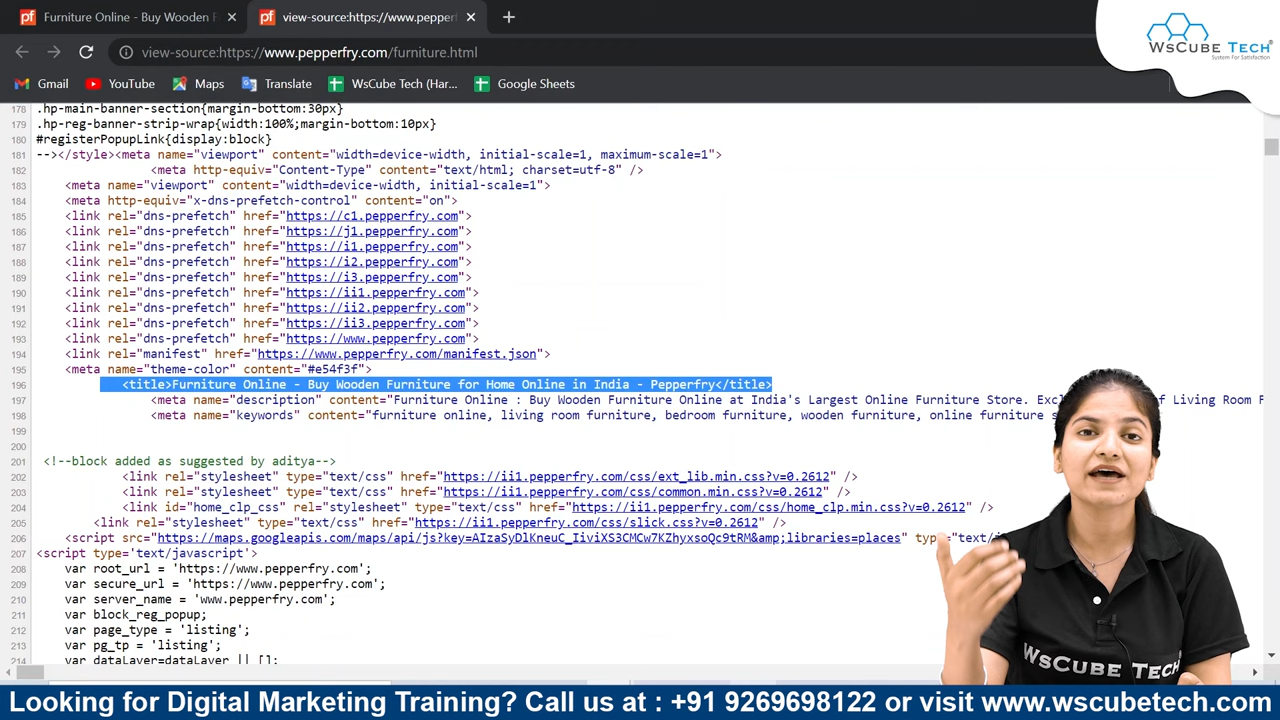 Furniture Online - Buy Wooden F
view-source:https://www.pepperf
view-source:https://www.pepperfry.com/furniture.html
WsCube Tech®
System For Satisfaction
Gmail
YouTube
Maps
Translate
WsCube Tech (Har...
Google Sheets
178 .hp-main-banner-section{margin-bottom:30px}
179 .hp-reg-banner-strip-wrap{width:100%;margin-bottom:10px}
180 #registerPopupLink{display:block}
181 --></style><meta name="viewport" content="width=device-width, initial-scale=1, maximum-scale=1">
182 <meta http-equiv="Content-Type" content="text/html; charset=utf-8" />
183 <meta name="viewport" content="width=device-width, initial-scale=1">
184 <meta http-equiv="x-dns-prefetch-control" content="on">
185 <link rel="dns-prefetch" href="https://c1.pepperfry.com">
186 <link rel="dns-prefetch" href="https://j1.pepperfry.com">
187 <link rel="dns-prefetch" href="https://i1.pepperfry.com">
188 <link rel="dns-prefetch" href="https://i2.pepperfry.com">
189 <link rel="dns-prefetch" href="https://i3.pepperfry.com">
190 <link rel="dns-prefetch" href="https://ii1.pepperfry.com">
191 <link rel="dns-prefetch" href="https://ii2.pepperfry.com">
192 <link rel="dns-prefetch" href="https://ii3.pepperfry.com">
193 <link rel="dns-prefetch" href="https://www.pepperfry.com">
194 <link rel="manifest" href="https://www.pepperfry.com/manifest.json">
195 <meta name="theme-color" content="#e54f3f">
196 <title>Furniture Online - Buy Wooden Furniture for Home Online in India - Pepperfry</title>
197 <meta name="description" content="Furniture Online : Buy Wooden Furniture Online at India's Largest Online Furniture Store. Exc of Living Room F
198 <meta name="keywords" content="furniture online, living room furniture, bedroom furniture, wooden furniture, online furniture s
199
200
201 <!--block added as suggested by aditya-->
202 <link rel="stylesheet" type="text/css" href="https://ii1.pepperfry.com/css/ext_lib.min.css?v=0.2612" />
203 <link rel="stylesheet" type="text/css" href="https://ii1.pepperfry.com/css/common.min.css?v=0.2612" />
204 <link id="home_clp_css" rel="stylesheet" type="text/css" href="https://ii1.pepperfry.com/css/home_clp.min.css?v=0.2612" />
205 <link rel="stylesheet" type="text/css" href="https://ii1.pepperfry.com/css/slick.css?v=0.2612" />
206 <script src="https://maps.googleapis.com/maps/api/js?key=AIzaSyDlKneuC_IiviXS3CMCw7KZhyxsoQc9tRM&amp;libraries=places" type="text/j
207 <script type='text/javascript'>
208 var root_url = 'https://www.pepperfry.com';
209 var secure_url = 'https://www.pepperfry.com';
210 var server_name = 'www.pepperfry.com';
211 var block_reg_popup;
212 var page_type = 'listing';
213 var pg_tp = 'listing';
214 var dataLayer=dataLayer || [];
WsCube Tech
Looking for Digital Marketing Training? Call us at : +91 9269698122 or visit www.wscubetech.com